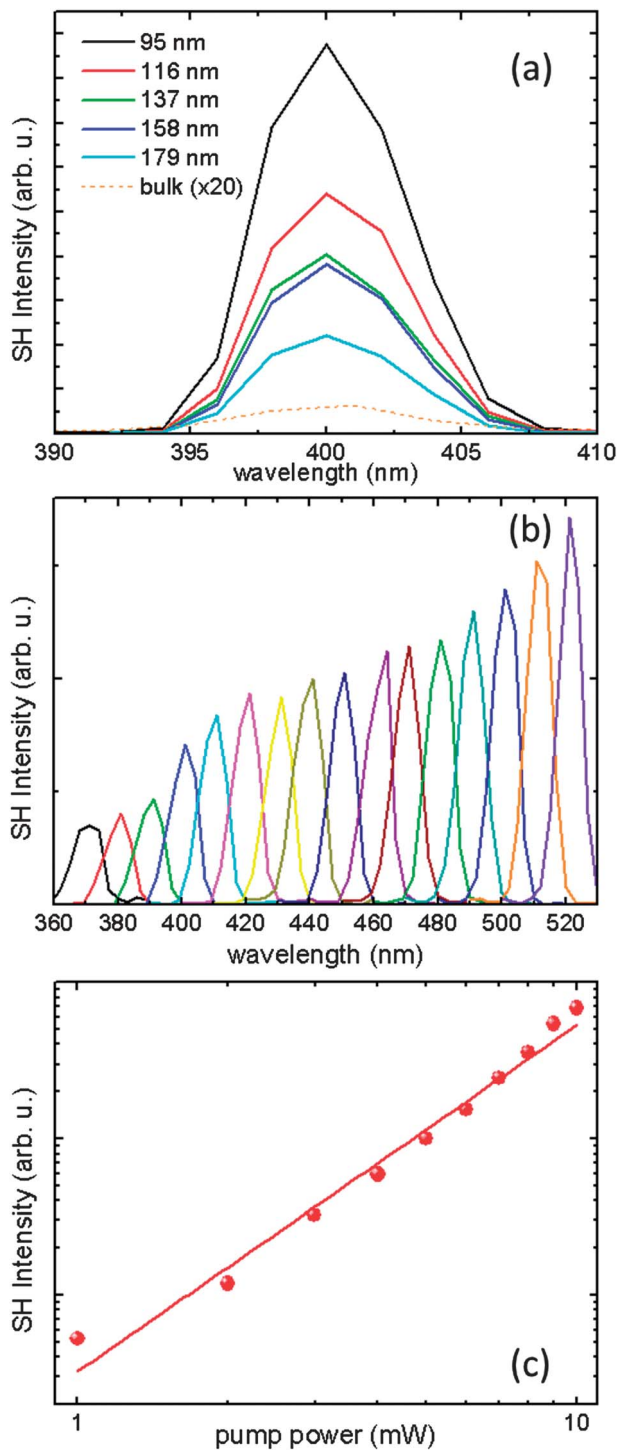 95 nm
116 nm
137 nm
158 nm
179 nm
bulk (x20)
(a)
SH Intensity (arb. u.)
390 395 400 405 410
wavelength (nm)
(b)
SH Intensity (arb. u.)
360 380 400 420 440 460 480 500 520
wavelength (nm)
SH Intensity (arb. u.)
(c)
1 10
pump power (mW)